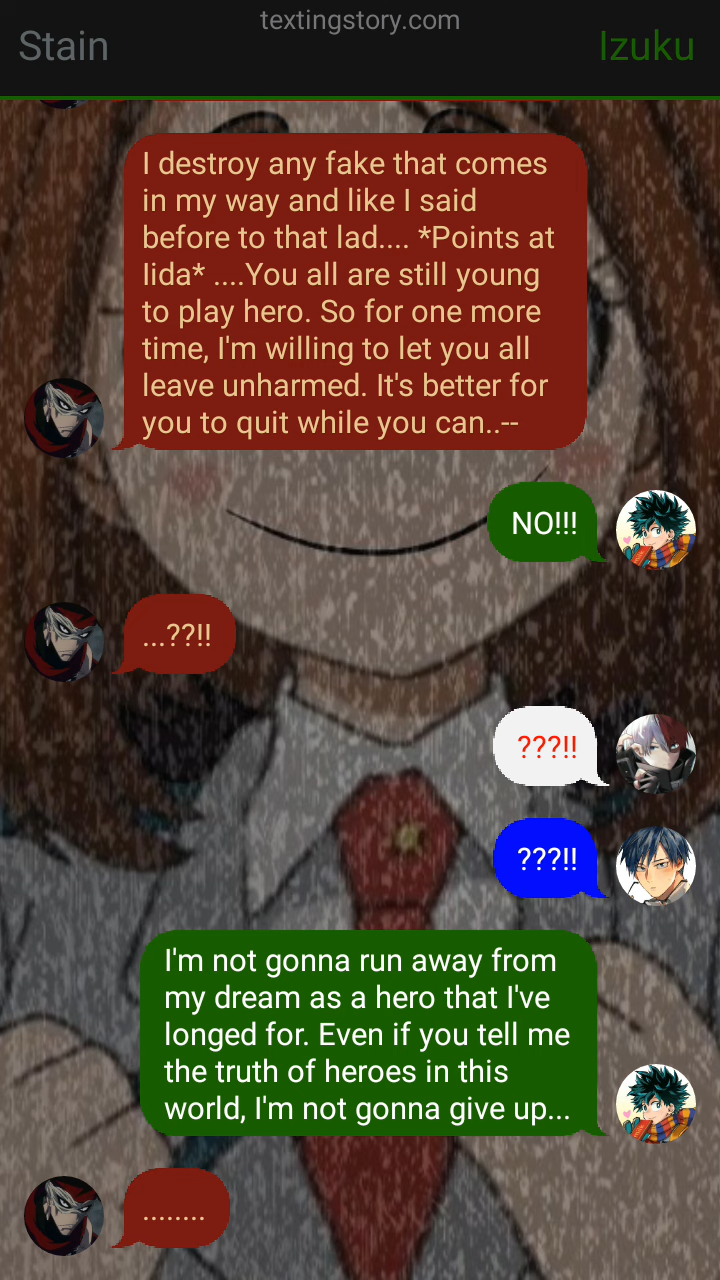 textingstory.com
Stain
Izuku
I destroy any fake that comes
in my way and like I said
before to that lad.... *Points at
Iida* ....You all are still young
to play hero. So for one more
time, I'm willing to let you all
leave unharmed. It's better for
you to quit while you can..--
NO!!!
...??!!
???!!
???!!
I'm not gonna run away from
my dream as a hero that I've
longed for. Even if you tell me
the truth of heroes in this
world, I'm not gonna give up...
........